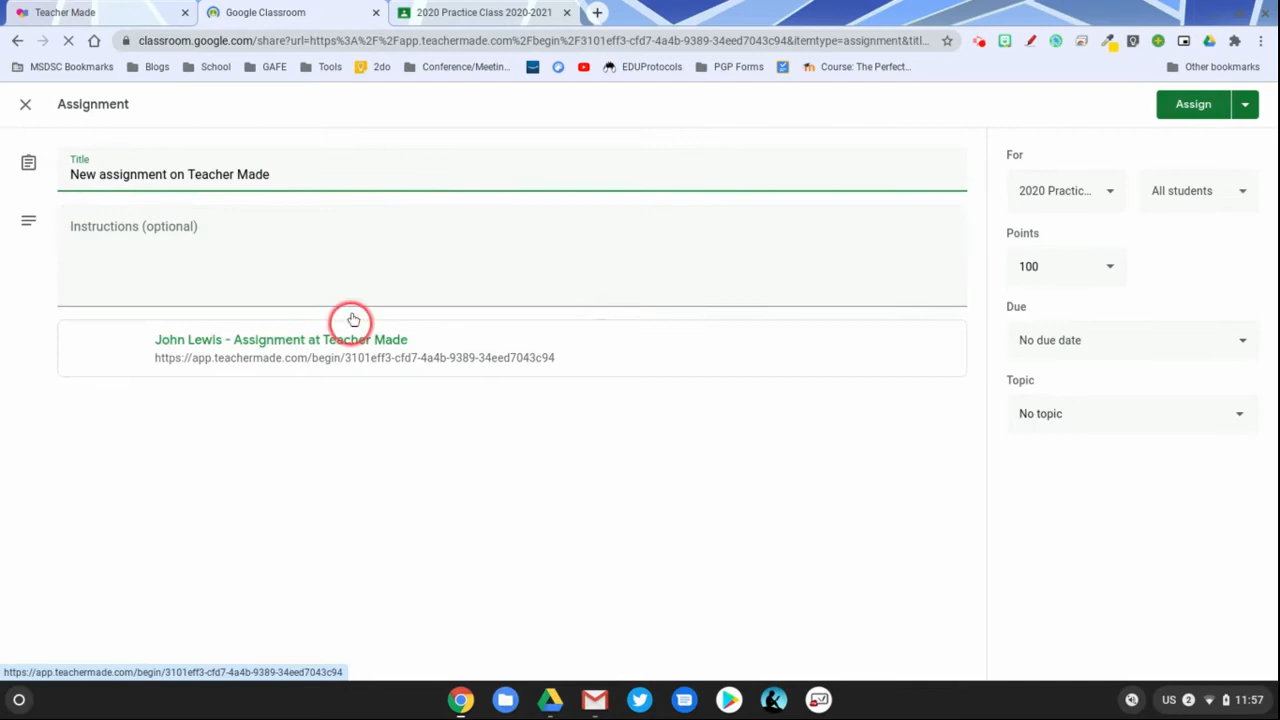 Teacher Made
Google Classroom
2020 Practice Class 2020-2021
classroom.google.com/share?url=https%3A%2F%2Fapp.teachermade.com%2Fbegin%2F3101eff3-cfd7-4a4b-9389-34eed7043c94&itemtype=assignment&titl...
MSDSC Bookmarks
Blogs
School
GAFE
Tools
2do
Conference/Meetin...
EDUProtocols
PGP Forms
Course: The Perfect...
Other bookmarks
Assignment
Assign
Title
New assignment on Teacher Made
Instructions (optional)
John Lewis - Assignment at Teacher Made
https://app.teachermade.com/begin/3101eff3-cfd7-4a4b-9389-34eed7043c94
For
2020 Practic...
All students
Points
100
Due
No due date
Topic
No topic
https://app.teachermade.com/begin/3101eff3-cfd7-4a4b-9389-34eed7043c94
US
2
11:57